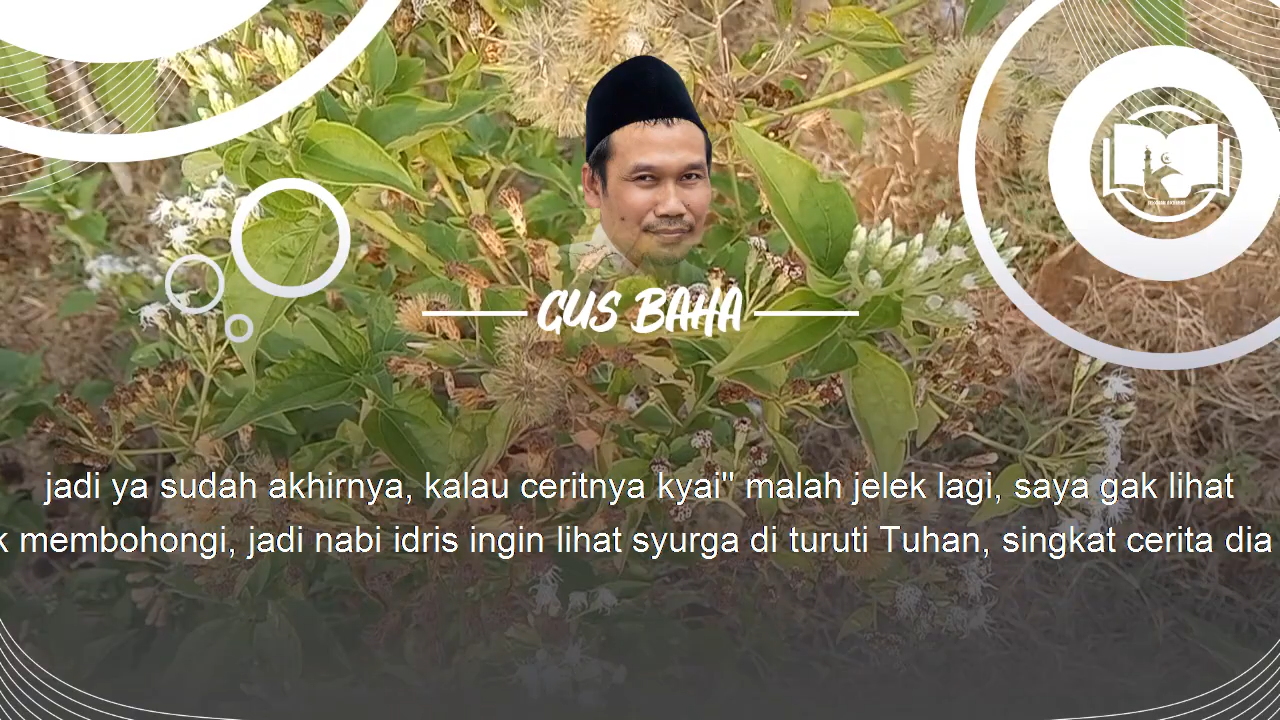 GUS BAHA
jadi ya sudah akhirnya, kalau ceritnya kyai" malah jelek lagi, saya gak lihat
k membohongi, jadi nabi idris ingin lihat syurga di turuti Tuhan, singkat cerita dia